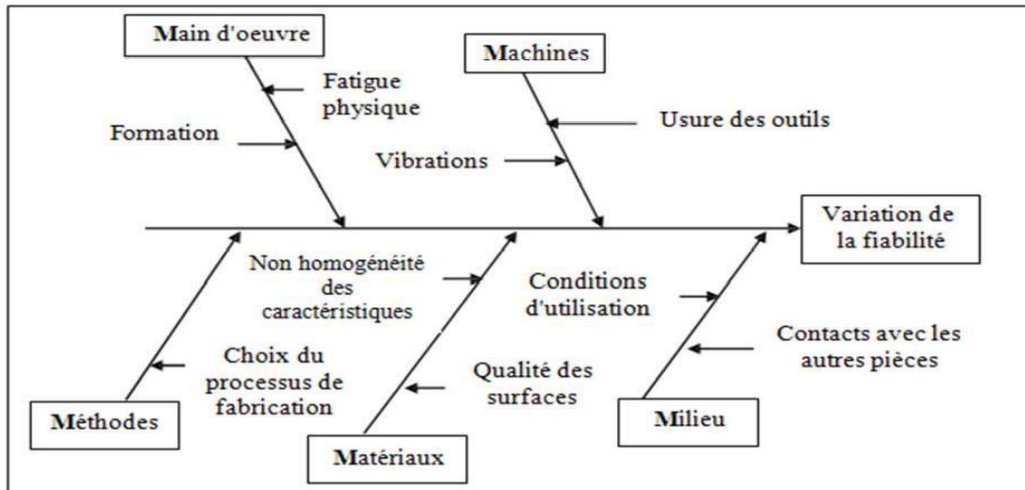 Main d'oeuvre
Machines
Fatigue
physique
Formation
Usure des outils
Vibrations
Variation de
la fiabilité
Non homogénéité
des
caractéristiques
Conditions
d'utilisation
Choix du
processus de
fabrication
Qualité des
surfaces
Contacts avec les
autres pièces
Méthodes
Matériaux
Milieu